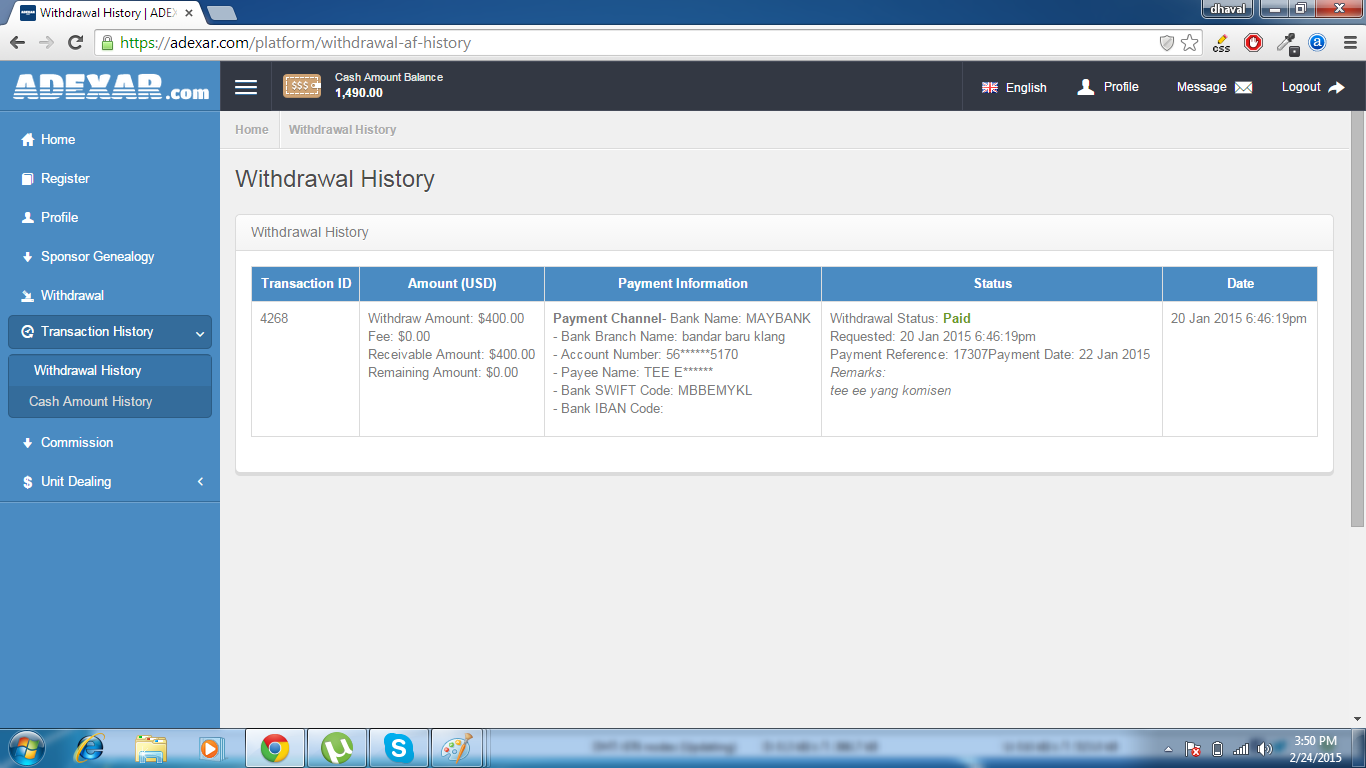 Withdrawal History | ADEX
dhaval
https://adexar.com/platform/withdrawal-af-history
css
a
ADEXAR.com
$$$
Cash Amount Balance
1,490.00
English
Profile
Message
Logout
Home
Register
Profile
Sponsor Genealogy
Withdrawal
Transaction History
Withdrawal History
Cash Amount History
Commission
$ Unit Dealing
Home
Withdrawal History
Withdrawal History
Withdrawal History
Transaction ID
Amount (USD)
Payment Information
Status
Date
4268
Withdraw Amount: $400.00
Fee: $0.00
Receivable Amount: $400.00
Remaining Amount: $0.00
Payment Channel- Bank Name: MAYBANK
- Bank Branch Name: bandar baru klang
- Account Number: 56******5170
- Payee Name: TEE E******
- Bank SWIFT Code: MBBEMYKL
- Bank IBAN Code:
Withdrawal Status: Paid
Requested: 20 Jan 2015 6:46:19pm
Payment Reference: 17307Payment Date: 22 Jan 2015
Remarks:
tee ee yang komisen
20 Jan 2015 6:46:19pm
3:50 PM
2/24/2015